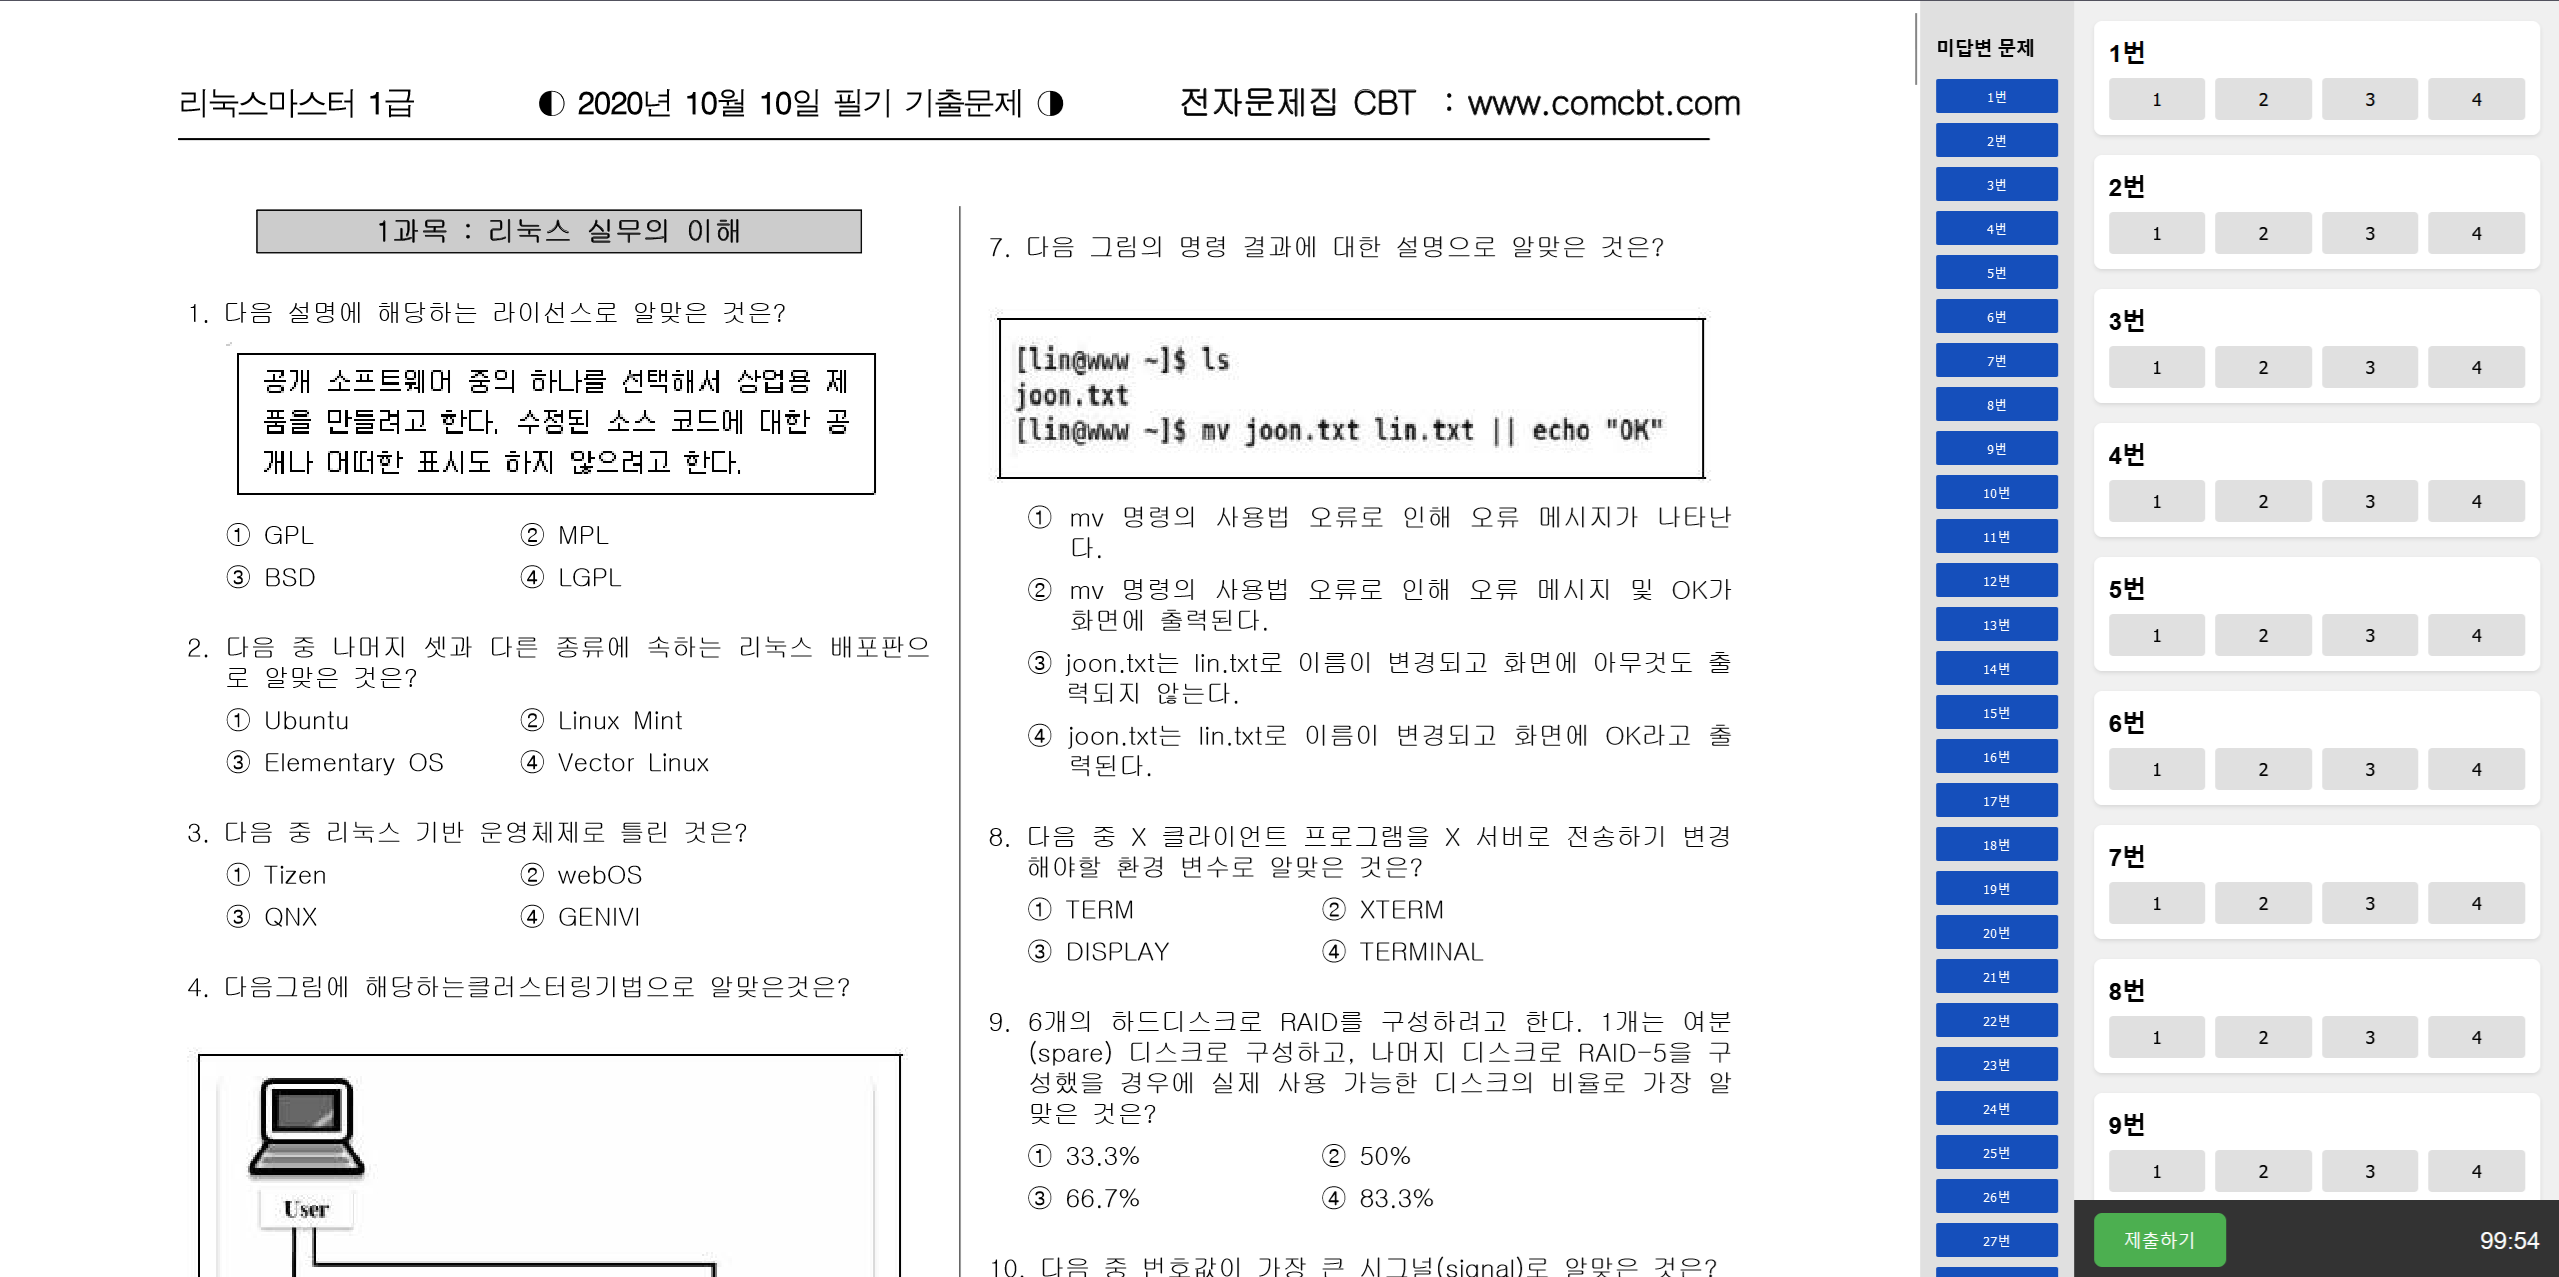 리눅스마스터 1급 ◐ 2020년 10월 10일 필기 기출문제 ◑ 전자문제집 CBT : www.comcbt.com
1과목 : 리눅스 실무의 이해
1. 다음 설명에 해당하는 라이선스로 알맞은 것은?
공개 소프트웨어 중의 하나를 선택해서 상업용 제
품을 만들려고 한다. 수정된 소스 코드에 대한 공
개나 어떠한 표시도 하지 않으려고 한다.
① GPL ② MPL
③ BSD ④ LGPL
2. 다음 중 나머지 셋과 다른 종류에 속하는 리눅스 배포판으
로 알맞은 것은?
① Ubuntu ② Linux Mint
③ Elementary OS ④ Vector Linux
3. 다음 중 리눅스 기반 운영체제로 틀린 것은?
① Tizen ② webOS
③ QNX ④ GENIVI
4. 다음그림에 해당하는클러스터링기법으로 알맞은것은?
User
7. 다음 그림의 명령 결과에 대한 설명으로 알맞은 것은?
[lin@www ~]$ ls
joon.txt
[lin@www ~]$ mv joon.txt lin.txt || echo "OK"
① mv 명령의 사용법 오류로 인해 오류 메시지가 나타난
다.
② mv 명령의 사용법 오류로 인해 오류 메시지 및 OK가
화면에 출력된다.
③ joon.txt는 lin.txt로 이름이 변경되고 화면에 아무것도 출
력되지 않는다.
④ joon.txt는 lin.txt로 이름이 변경되고 화면에 OK라고 출
력된다.
8. 다음 중 X 클라이언트 프로그램을 X 서버로 전송하기 변경
해야할 환경 변수로 알맞은 것은?
① TERM ② XTERM
③ DISPLAY ④ TERMINAL
9. 6개의 하드디스크로 RAID를 구성하려고 한다. 1개는 여분
(spare) 디스크로 구성하고, 나머지 디스크로 RAID-5을 구
성했을 경우에 실제 사용 가능한 디스크의 비율로 가장 알
맞은 것은?
① 33.3% ② 50%
③ 66.7% ④ 83.3%
10. 다음 중 번호값이 가장 큰 시그널(signal)로 알맞은 것은?
미답변 문제
1번
2번
3번
4번
5번
6번
7번
8번
9번
10번
11번
12번
13번
14번
15번
16번
17번
18번
19번
20번
21번
22번
23번
24번
25번
26번
27번
1번
1 2 3 4
2번
1 2 3 4
3번
1 2 3 4
4번
1 2 3 4
5번
1 2 3 4
6번
1 2 3 4
7번
1 2 3 4
8번
1 2 3 4
9번
1 2 3 4
제출하기 99:54